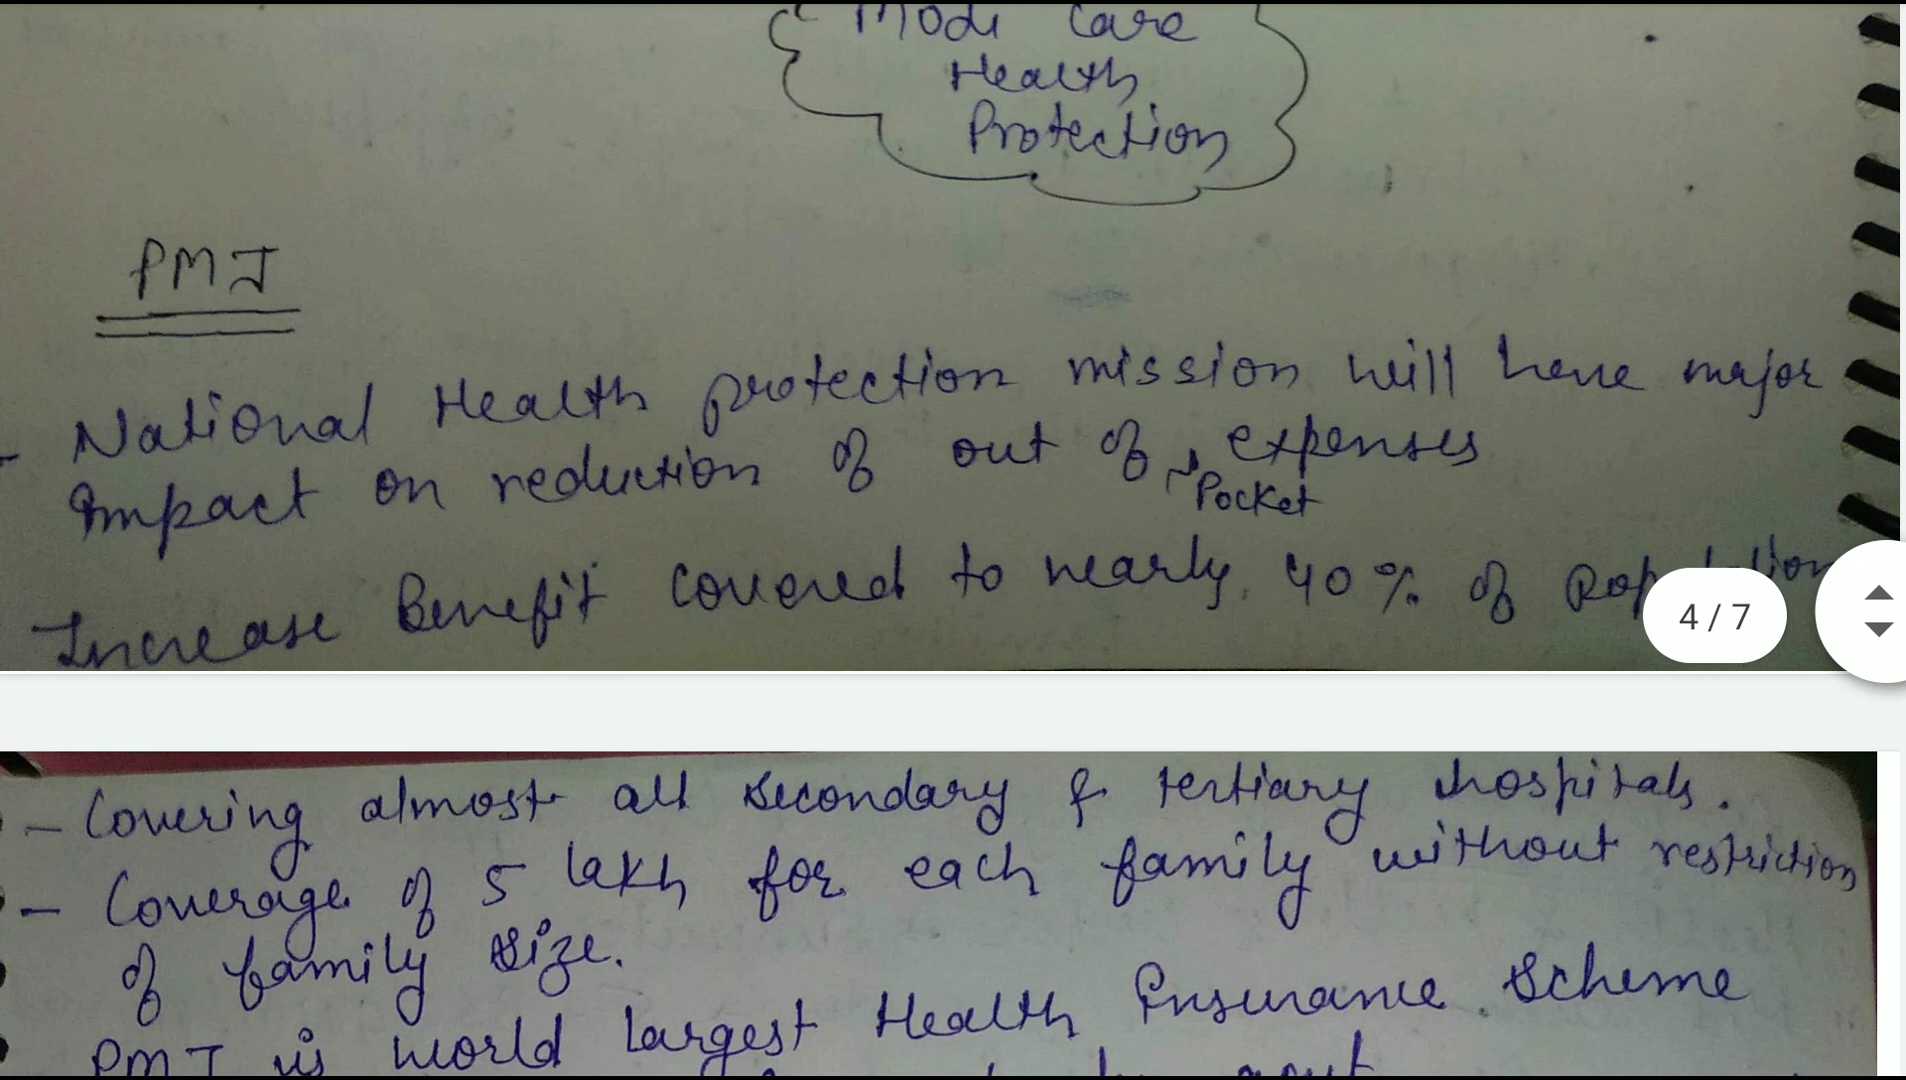 Modi Care
Health
Protection
PMJ
- National Health protection mission will have major
Impact on reduction of out of expenses
Pocket
Increase Benefit covered to nearly 40% of
4 / 7
- Covering almost all secondary & tertiary hospitals.
- Coverage of 5 lakh for each family without restriction
of family size.
PMJ is world largest Health Insurance Scheme
govt